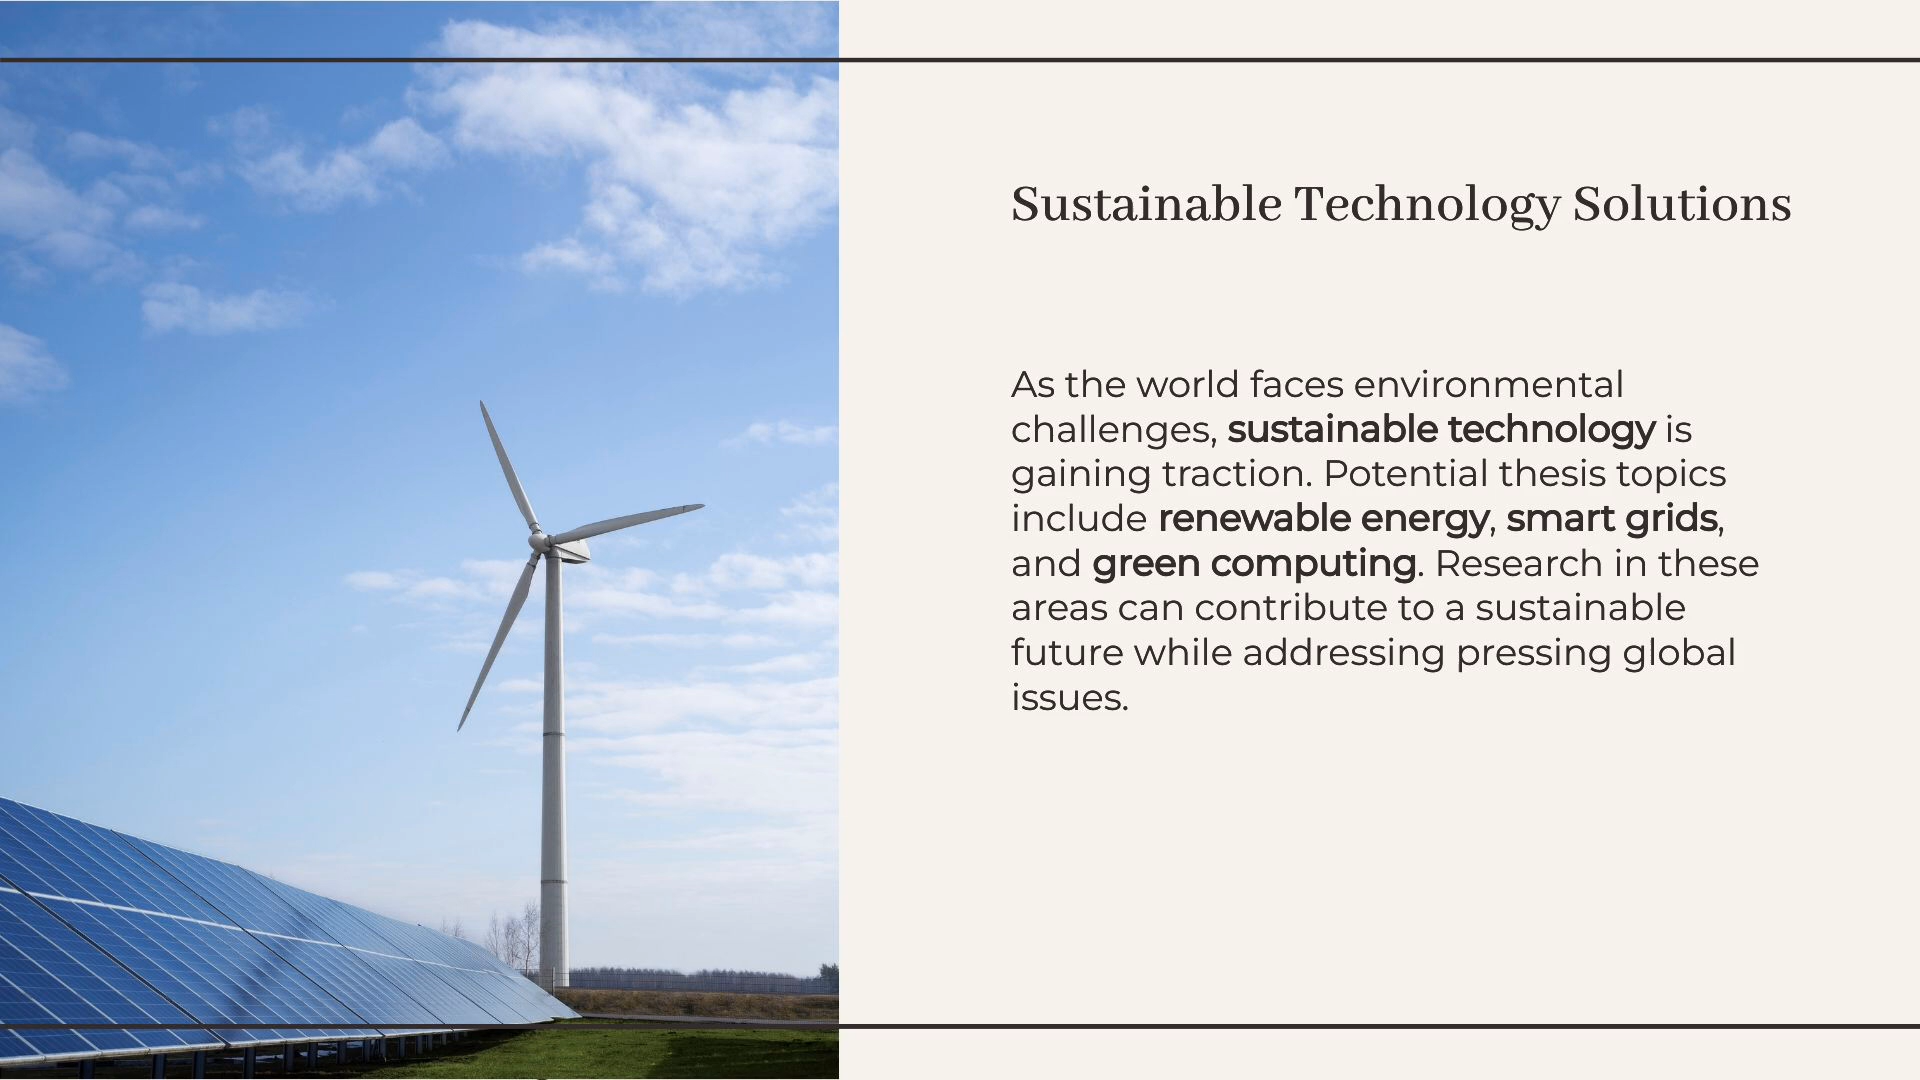 Sustainable Technology Solutions
As the world faces environmental
challenges, sustainable technology is
gaining traction. Potential thesis topics
include renewable energy, smart grids,
and green computing. Research in these
areas can contribute to a sustainable
future while addressing pressing global
issues.